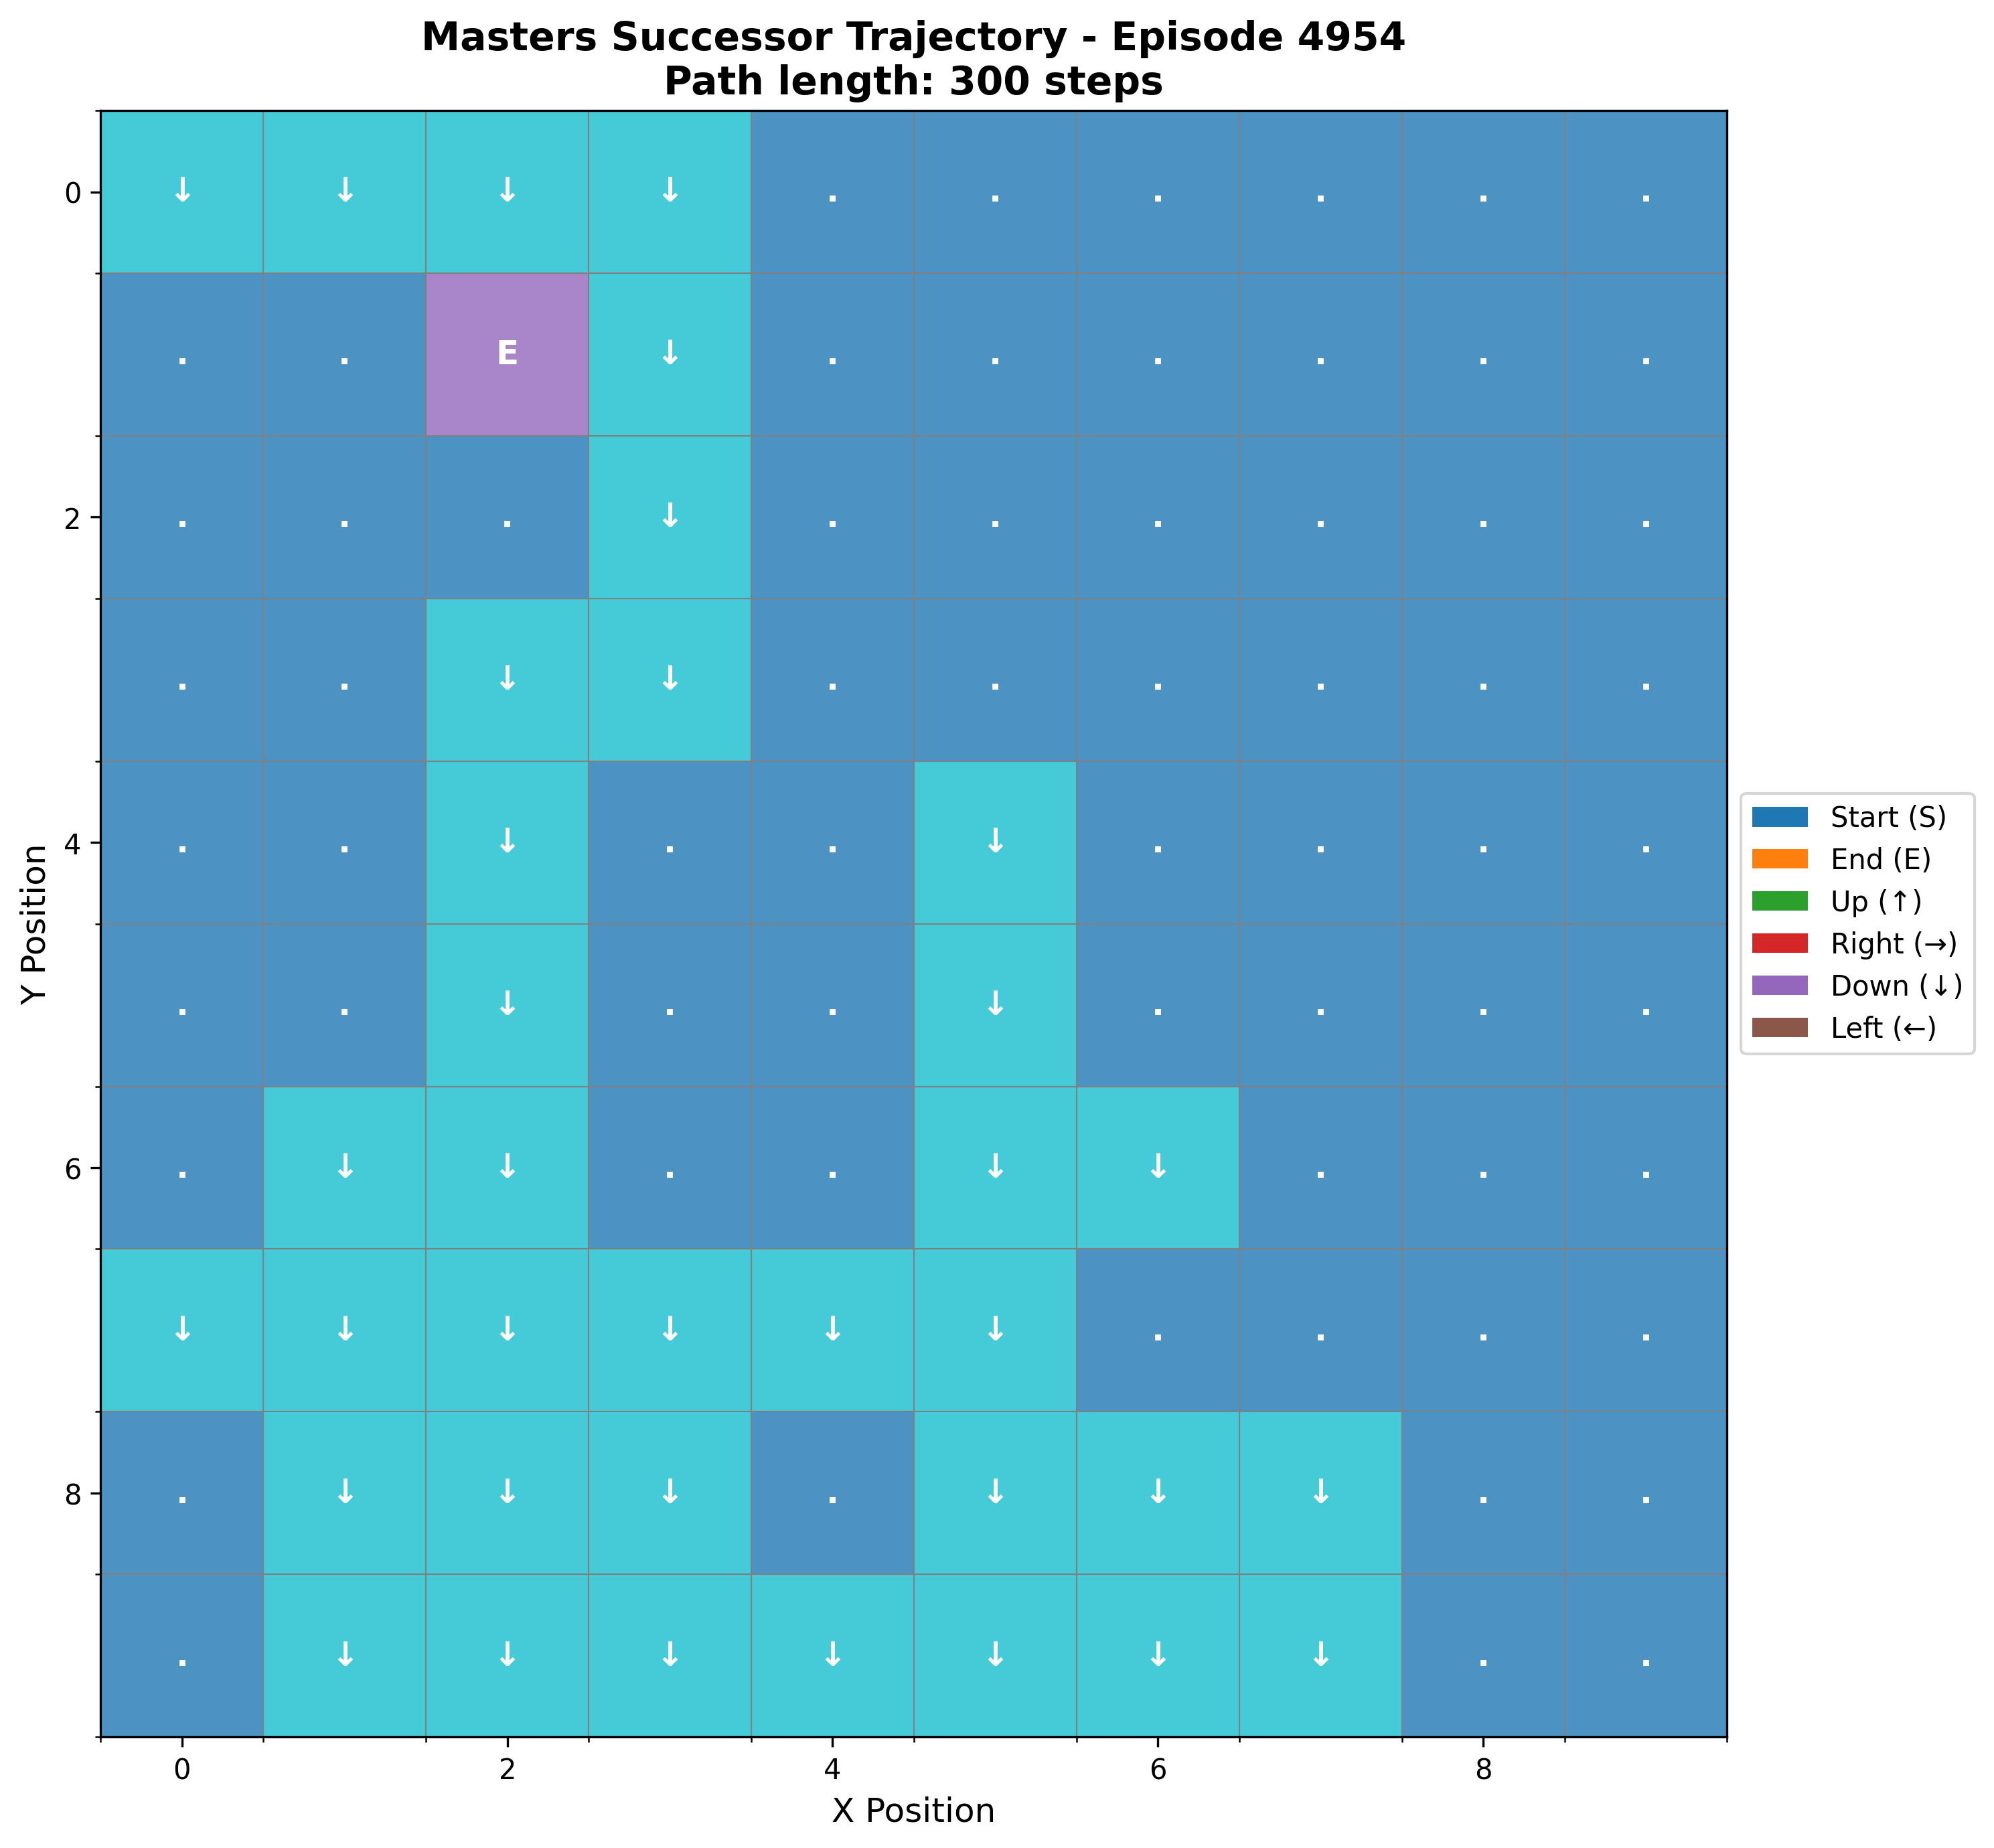 Masters Successor Trajectory - Episode 4954
Path length: 300 steps
0 ↓ ↓ ↓ ↓ . . . . . .
. . E ↓ . . . . . .
2 . . . ↓ . . . . . .
. . ↓ ↓ . . . . . .
4 . . ↓ . . ↓ . . . .
. . ↓ . . ↓ . . . .
6 . ↓ ↓ . . ↓ ↓ . . .
↓ ↓ ↓ ↓ ↓ ↓ . . . .
8 . ↓ ↓ ↓ . ↓ ↓ ↓ . .
. ↓ ↓ ↓ ↓ ↓ ↓ ↓ . .
0 2 4 6 8
X Position
Y Position
Start (S)
End (E)
Up (↑)
Right (→)
Down (↓)
Left (←)